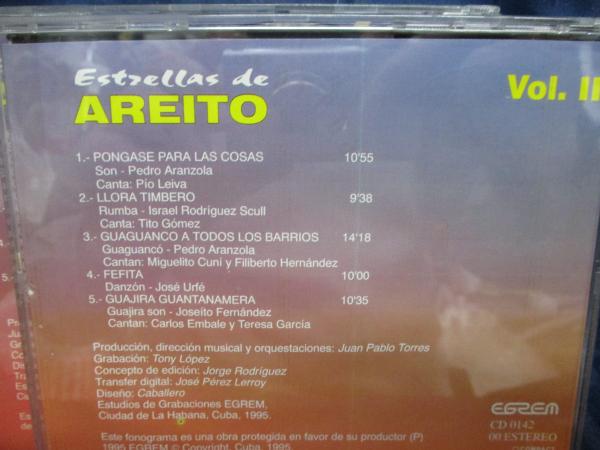 Estrellas de
AREITO
Vol. II
1.- PONGASE PARA LAS COSAS 10'55
Son - Pedro Aranzola
Canta: Pío Leiva
2.- LLORA TIMBERO 9'38
Rumba - Israel Rodríguez Scull
Canta: Tito Gómez
3.- GUAGUANCO A TODOS LOS BARRIOS 14'18
Guaguancó - Pedro Aranzola
Cantan: Miguelito Cuní y Filiberto Hernández
4.- FEFITA 10'00
Danzón - José Urfé
5.- GUAJIRA GUANTANAMERA 10'35
Guajira son - Joseito Fernández
Cantan: Carlos Embale y Teresa García
Producción, dirección musical y orquestaciones: Juan Pablo Torres
Grabación: Tony López
Concepto de edición: Jorge Rodríguez
Transfer digital: José Pérez Lerroy
Diseño: Caballero
Estudios de Grabaciones EGREM,
Ciudad de La Habana, Cuba, 1995.
EGREM
CD 0142
00 ESTEREO
Este fonograma es una obra protegida en favor de su productor (P)
1995 EGREM © Copyright, Cuba, 1995.